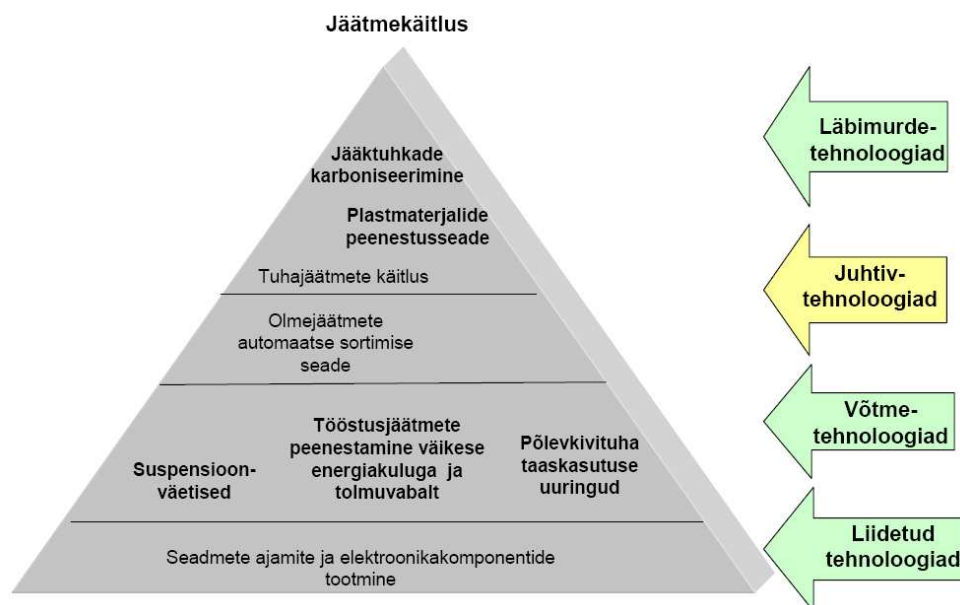 Jäätmekäitlus
Jääktuhkade
karboniseerimine
Plastmaterjalide
peenestusseade
Tuhajäätmete käitlus
Olmejäätmete
automaatse sortimise
seade
Suspensioon-
väetised
Tööstusjäätmete
peenestamine väikese
energiakuluga ja
tolmuvabalt
Põlevkivituha
taaskasutuse
uuringud
Seadmete ajamite ja elektroonikakomponentide
tootmine
Läbimurde-
tehnoloogiad
Juhtiv-
tehnoloogiad
Võtme-
tehnoloogiad
Liidetud
tehnoloogiad